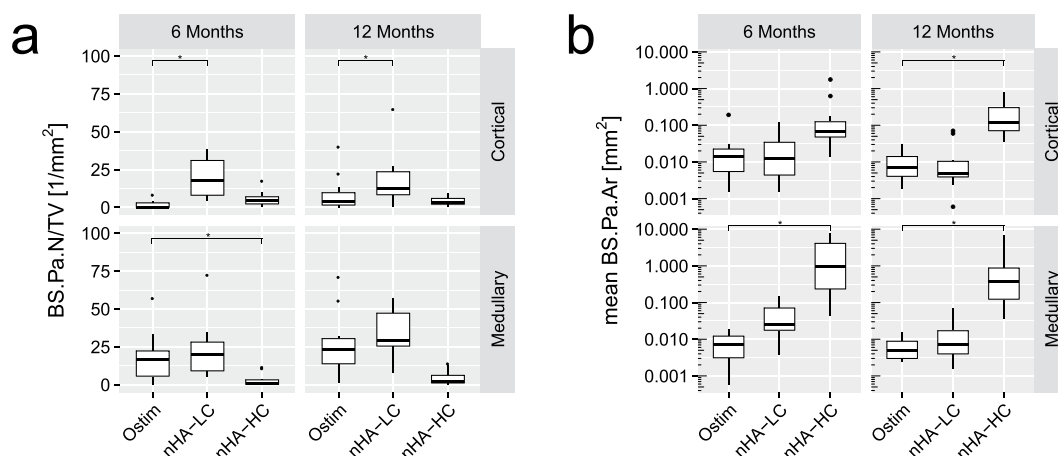 a
6 Months
12 Months
BS.Pa.N/TV [1/mm²]
100
75
50
25
0
*
*
Cortical
100
75
50
25
0
*
Medullary
Ostim
nHA−LC
nHA−HC
Ostim
nHA−LC
nHA−HC
b
6 Months
12 Months
mean BS.Pa.Ar [mm²]
10.000
1.000
0.100
0.010
0.001
*
Cortical
10.000
1.000
0.100
0.010
0.001
*
*
Medullary
Ostim
nHA−LC
nHA−HC
Ostim
nHA−LC
nHA−HC